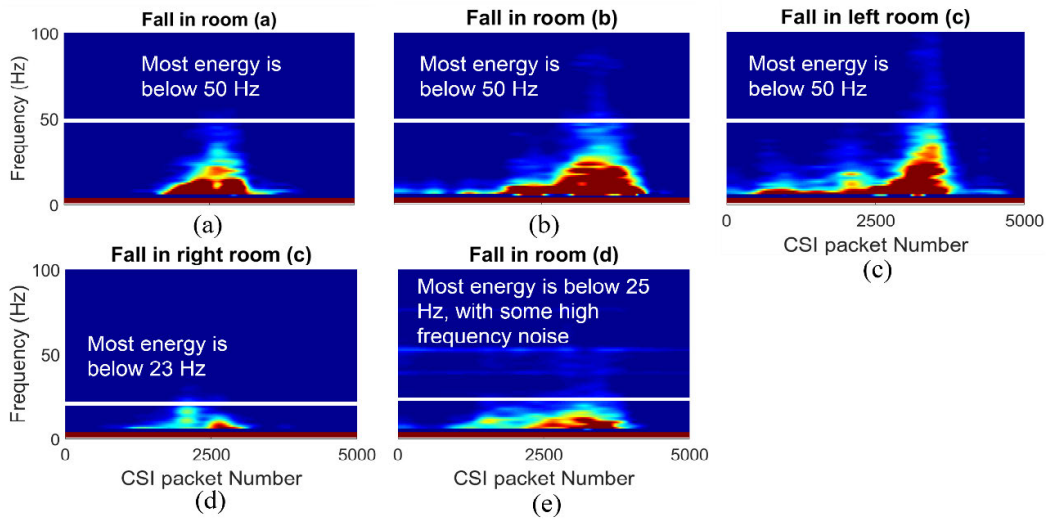 Fall in room (a)
Fall in room (b)
Fall in left room (c)
Frequency (Hz)
100
50
0
Most energy is
below 50 Hz
Most energy is
below 50 Hz
Most energy is
below 50 Hz
0
2500
5000
CSI packet Number
(a)
(b)
(c)
Fall in right room (c)
Fall in room (d)
Frequency (Hz)
100
50
0
Most energy is
below 23 Hz
Most energy is below 25
Hz, with some high
frequency noise
0
2500
5000
0
2500
5000
CSI packet Number
CSI packet Number
(d)
(e)